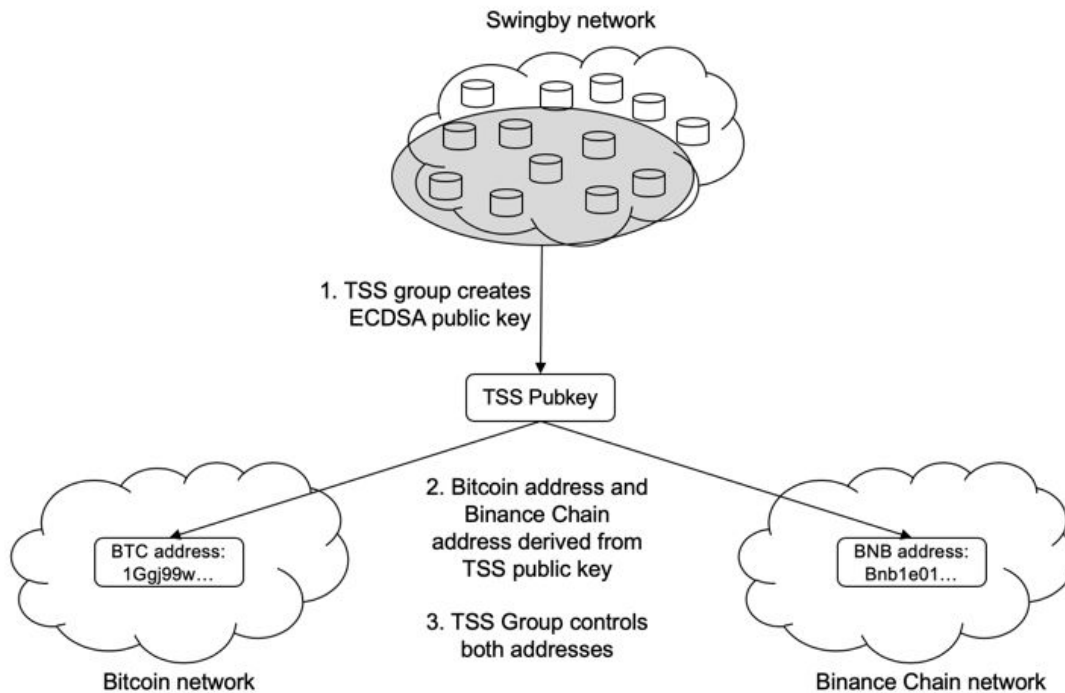 Swingby network
1. TSS group creates
ECDSA public key
TSS Pubkey
2. Bitcoin address and
Binance Chain
address derived from
TSS public key
BTC address:
1Ggj99w…
BNB address:
Bnb1e01…
3. TSS Group controls
both addresses
Bitcoin network
Binance Chain network